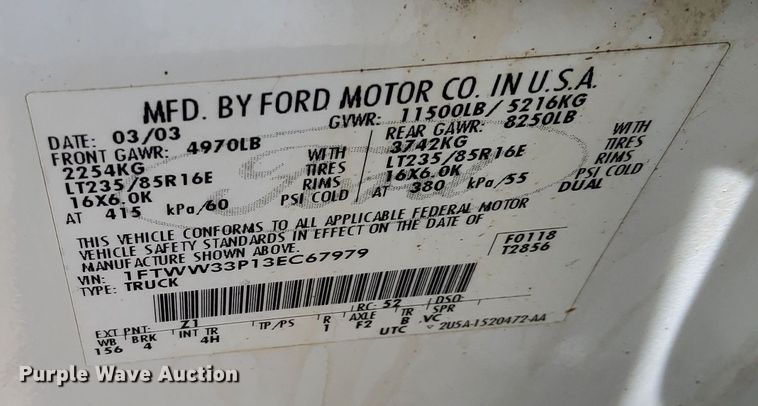 MFD. BY FORD MOTOR CO. IN U.S.A.
DATE: 03/03 GVWR: 11500LB/ 5216KG
FRONT GAWR: 4970LB REAR GAWR: 8250LB
2254KG WITH 3742KG WITH
LT235/85R16E TIRES LT235/85R16E TIRES
16X6.0K RIMS 16X6.0K RIMS
AT 415 kPa/60 PSI COLD AT 380 kPa/55 PSI COLD
DUAL
THIS VEHICLE CONFORMS TO ALL APPLICABLE FEDERAL MOTOR
VEHICLE SAFETY STANDARDS IN EFFECT ON THE DATE OF
MANUFACTURE SHOWN ABOVE.
VIN: 1FTWW33P13EC67979 F0118
TYPE: TRUCK T2856
EXT PNT: Z1 RC: 52 DSO:
WB BRK INT TR TP/PS R AXLE TR SPR
156 4 4H 1 F2 B VC
UTC 2U5A-1520472-AA
Purple Wave Auction